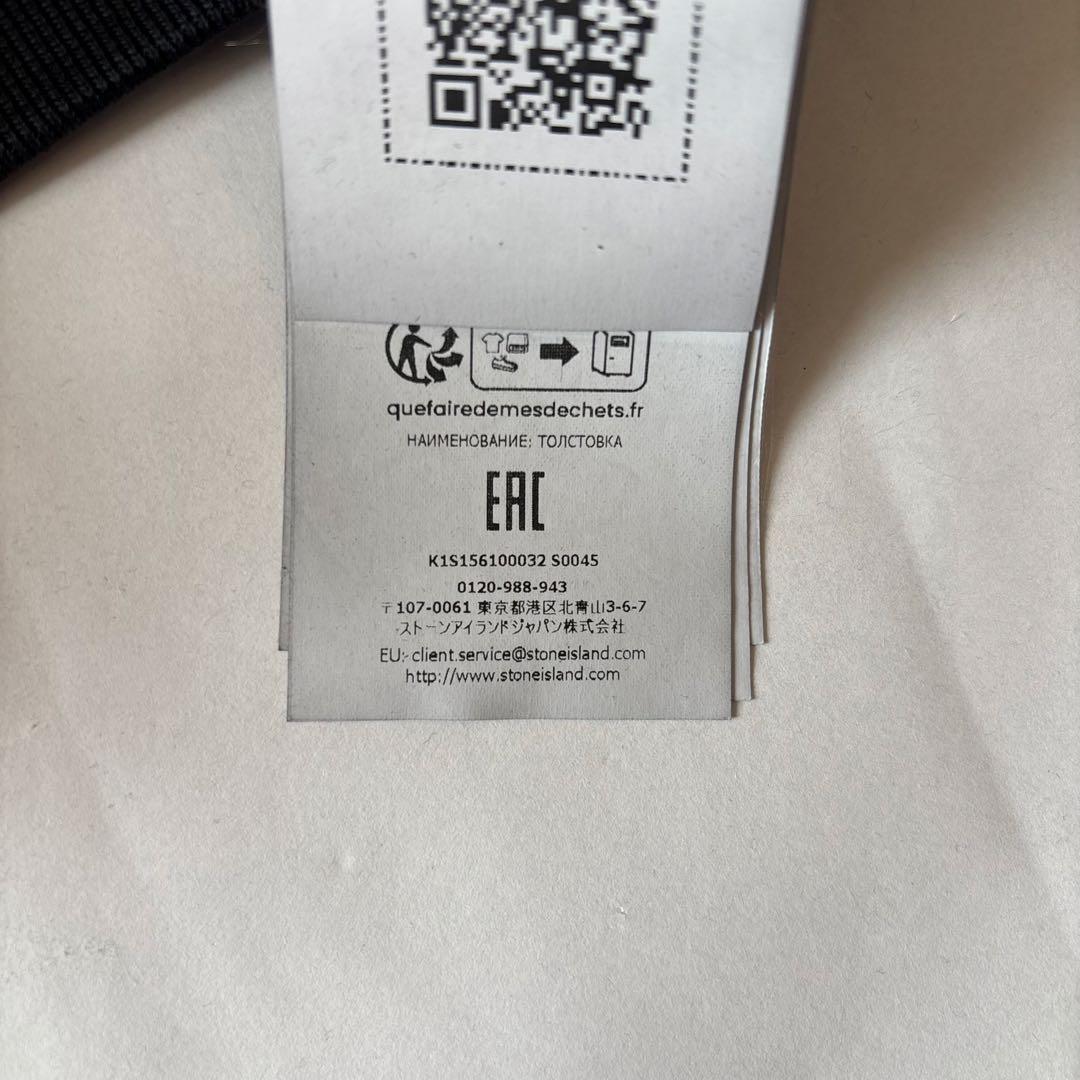 quefairedemesdechets.fr
НАИМЕНОВАНИЕ: ТОЛСТОВКА
EAC
K1S156100032 S0045
0120-988-943
〒107-0061 東京都港区北青山3-6-7
ストーンアイランドジャパン株式会社
EU: client.service@stoneisland.com
http://www.stoneisland.com